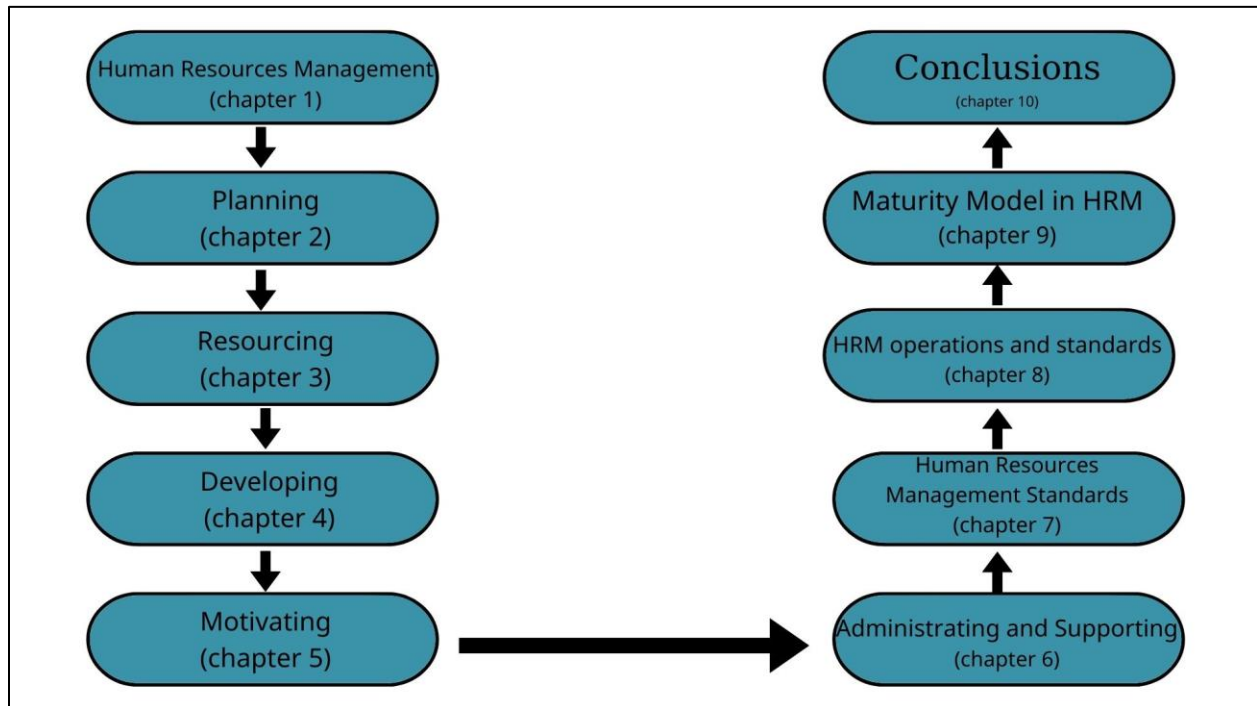 Human Resources Management
(chapter 1)
Planning
(chapter 2)
Resourcing
(chapter 3)
Developing
(chapter 4)
Motivating
(chapter 5)
Administrating and Supporting
(chapter 6)
Human Resources
Management Standards
(chapter 7)
HRM operations and standards
(chapter 8)
Maturity Model in HRM
(chapter 9)
Conclusions
(chapter 10)